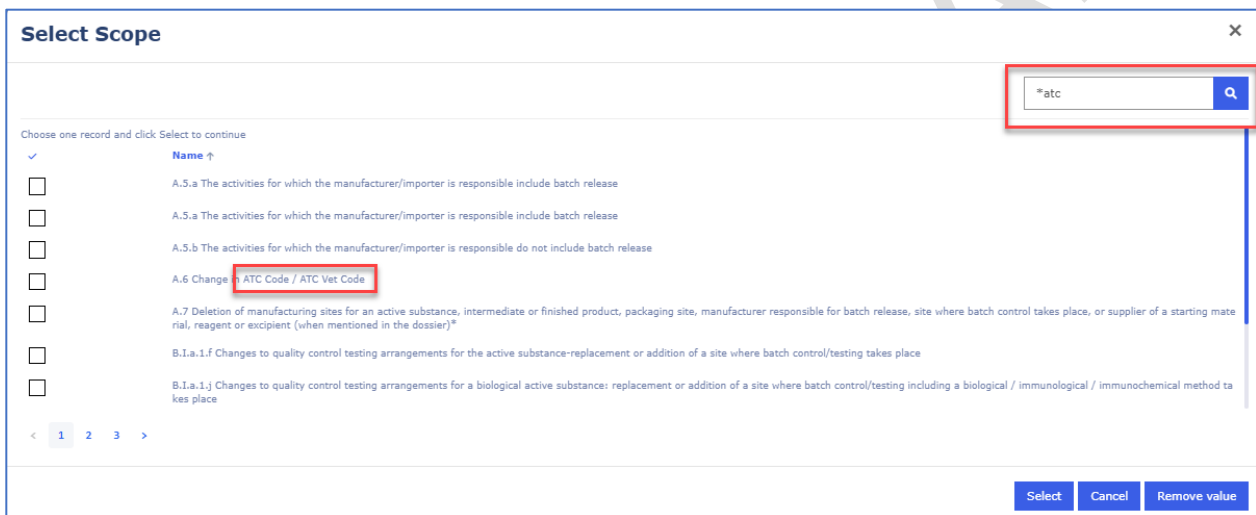 Select Scope
×
*atc
Choose one record and click Select to continue
Name ↑
A.5.a The activities for which the manufacturer/importer is responsible include batch release
A.5.a The activities for which the manufacturer/importer is responsible include batch release
A.5.b The activities for which the manufacturer/importer is responsible do not include batch release
A.6 Change in ATC Code / ATC Vet Code
A.7 Deletion of manufacturing sites for an active substance, intermediate or finished product, packaging site, manufacturer responsible for batch release, site where batch control takes place, or supplier of a starting mate
rial, reagent or excipient (when mentioned in the dossier)*
B.I.a.1.f Changes to quality control testing arrangements for the active substance-replacement or addition of a site where batch control/testing takes place
B.I.a.1.j Changes to quality control testing arrangements for a biological active substance: replacement or addition of a site where batch control/testing including a biological / immunological / immunochemical method ta
kes place
< 1 2 3 >
Select Cancel Remove value